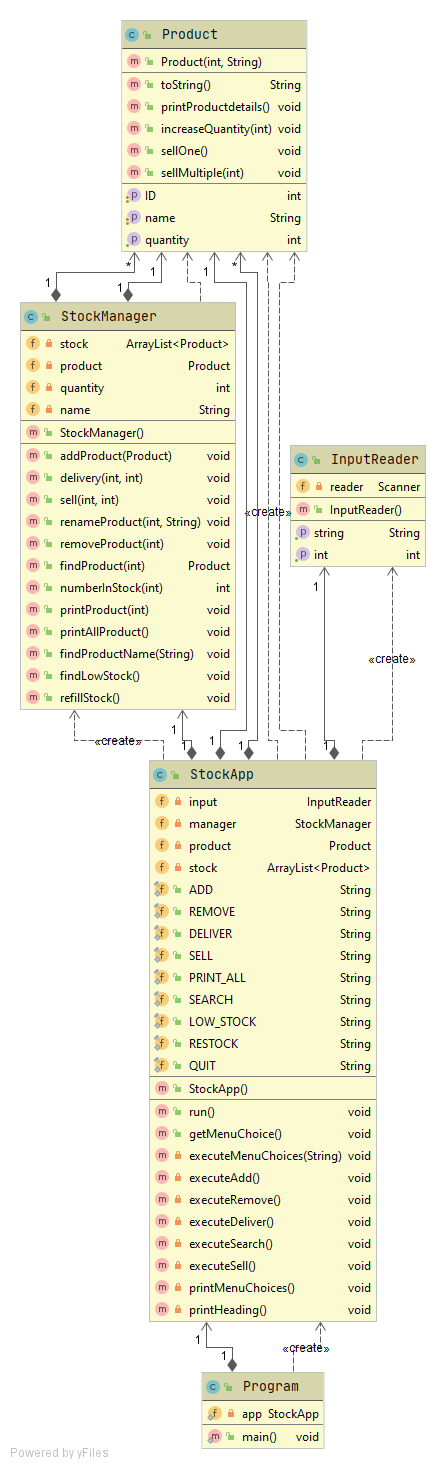 Product
Product(int, String)
toString() String
printProductdetails() void
increaseQuantity(int) void
sellOne() void
sellMultiple(int) void
ID int
name String
quantity int
1 * 1 1 1 *
StockManager
stock ArrayList<Product>
product Product
quantity int
name String
StockManager()
addProduct(Product) void
delivery(int, int) void
sell(int, int) void
renameProduct(int, String) void
removeProduct(int) void
findProduct(int) Product
numberInStock(int) int
printProduct(int) void
printAllProduct() void
findProductName(String) void
findLowStock() void
refillStock() void
«create»
InputReader
reader Scanner
InputReader()
string String
int int
1
«create»
«create»
1 1 1 1 1
StockApp
input InputReader
manager StockManager
product Product
stock ArrayList<Product>
ADD String
REMOVE String
DELIVER String
SELL String
PRINT_ALL String
SEARCH String
LOW_STOCK String
RESTOCK String
QUIT String
StockApp()
run() void
getMenuChoice() void
executeMenuChoices(String) void
executeAdd() void
executeRemove() void
executeDeliver() void
executeSearch() void
executeSell() void
printMenuChoices() void
printHeading() void
1
«create»
1
Program
app StockApp
main() void
Powered by yFiles